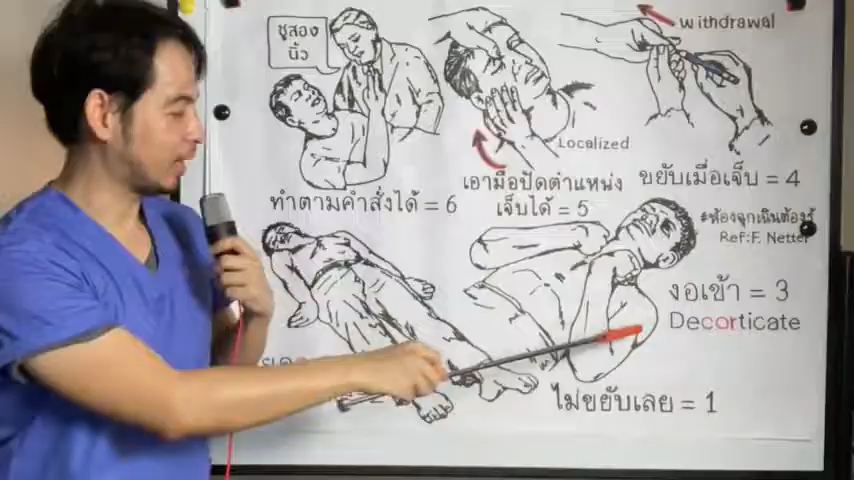 ชูสอง
นิ้ว
withdrawal
Localized
ทำตามคำสั่งได้ = 6
เอามือปัดตำแหน่ง
เจ็บได้ = 5
ขยับเมื่อเจ็บ = 4
#ห้องฉุกเฉินต้องรู้
Ref:F. Netter
งอเข้า = 3
Decorticate
ไม่ขยับเลย = 1